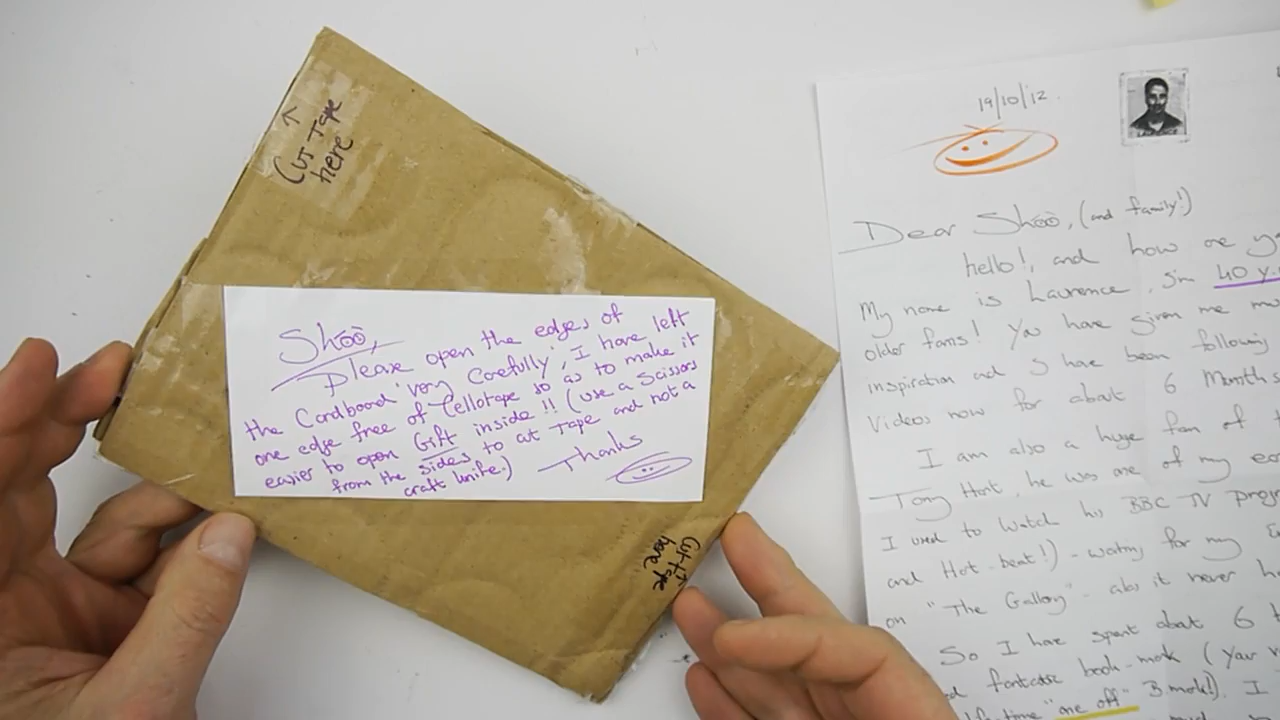 ↑
Cut Tape
here
Shoo,
Please open the edges of
the Cardboard 'very Carefully', I have left
one edge free of Cellotape so as to make it
easier to open Gift inside!! (use a Scissors
from the sides to cut Tape and not a
craft knife.)
Thanks
Cut Tape
here
19/10/'12.
Dear Shoo, (and family!)
hello!, and how are
My name is Laurence, I'm 40
older fans! You have given me
inspiration and I have been following
Videos now for about 6 Months
I am also a huge fan of
Tony Hart, he was one of my
I used to watch his BBC TV
and Hart-beat!) - waiting for my
on "The Gallery" - alas it never
So I have spent about 6
book-mark (your
"one off" B.mark!). I